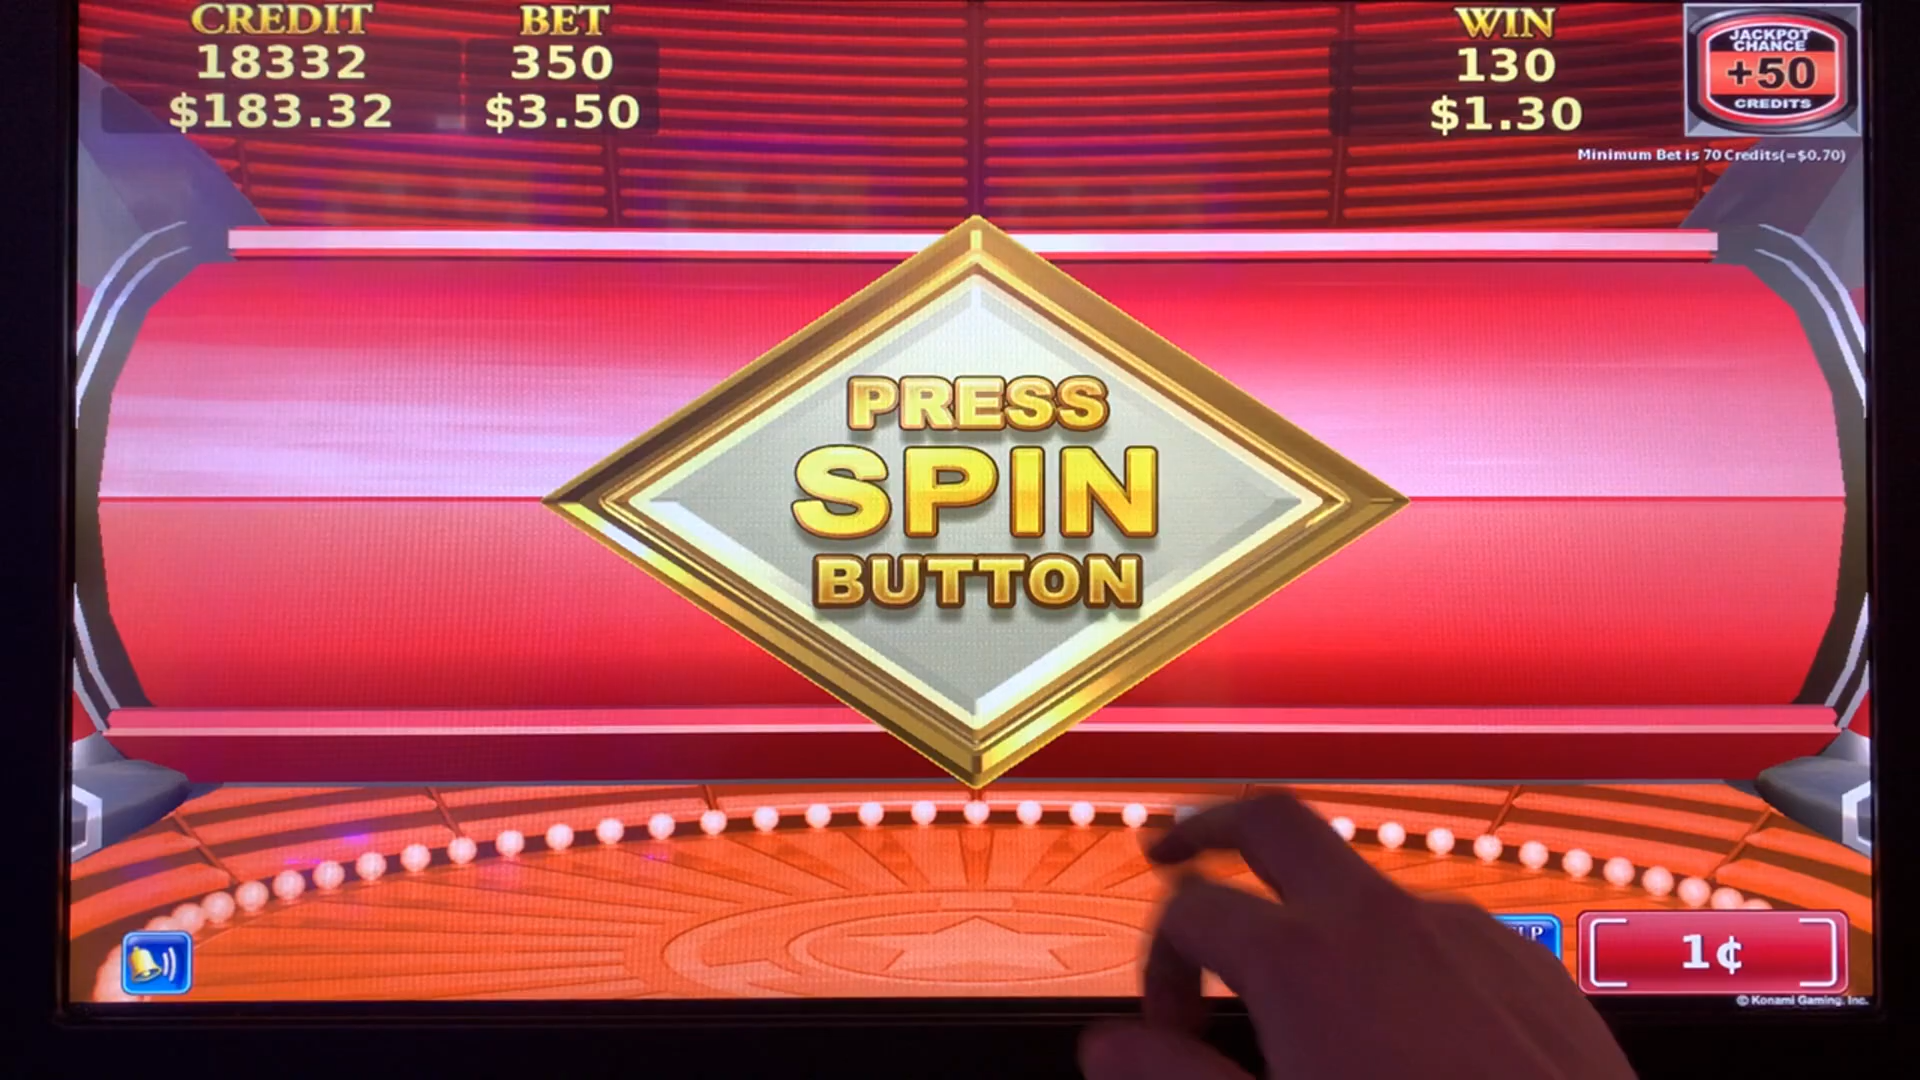 CREDIT
18332
$183.32
BET
350
$3.50
WIN
130
$1.30
JACKPOT
CHANCE
+50
CREDITS
Minimum Bet is 70 Credits(=$0.70)
PRESS
SPIN
BUTTON
1¢
© Konami Gaming, Inc.